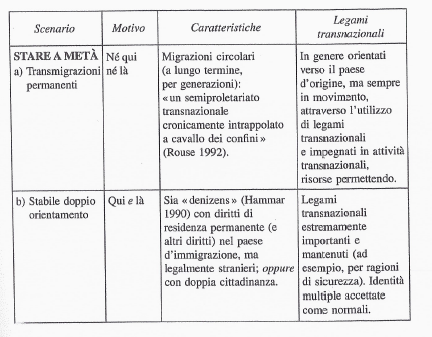 Scenario
Motivo
Caratteristiche
Legami
transnazionali
STARE A METÀ
a) Transmigrazioni
permanenti
Né qui
né là
Migrazioni circolari
(a lungo termine,
per generazioni):
«un semiproletariato
transnazionale
cronicamente intrappolato
a cavallo dei confini»
(Rouse 1992).
In genere orientati
verso il paese
d'origine, ma sempre
in movimento,
attraverso l'utilizzo
di legami
transnazionali
e impegnati in attività
transnazionali,
risorse permettendo.
b) Stabile doppio
orientamento
Qui e là
Sia «denizens» (Hammar
1990) con diritti di
residenza permanente (e
altri diritti) nel paese
d'immigrazione, ma
legalmente stranieri; oppure
con doppia cittadinanza.
Legami
transnazionali
estremamente
importanti e
mantenuti (ad
esempio, per ragioni
di sicurezza). Identità
multiple accettate
come normali.